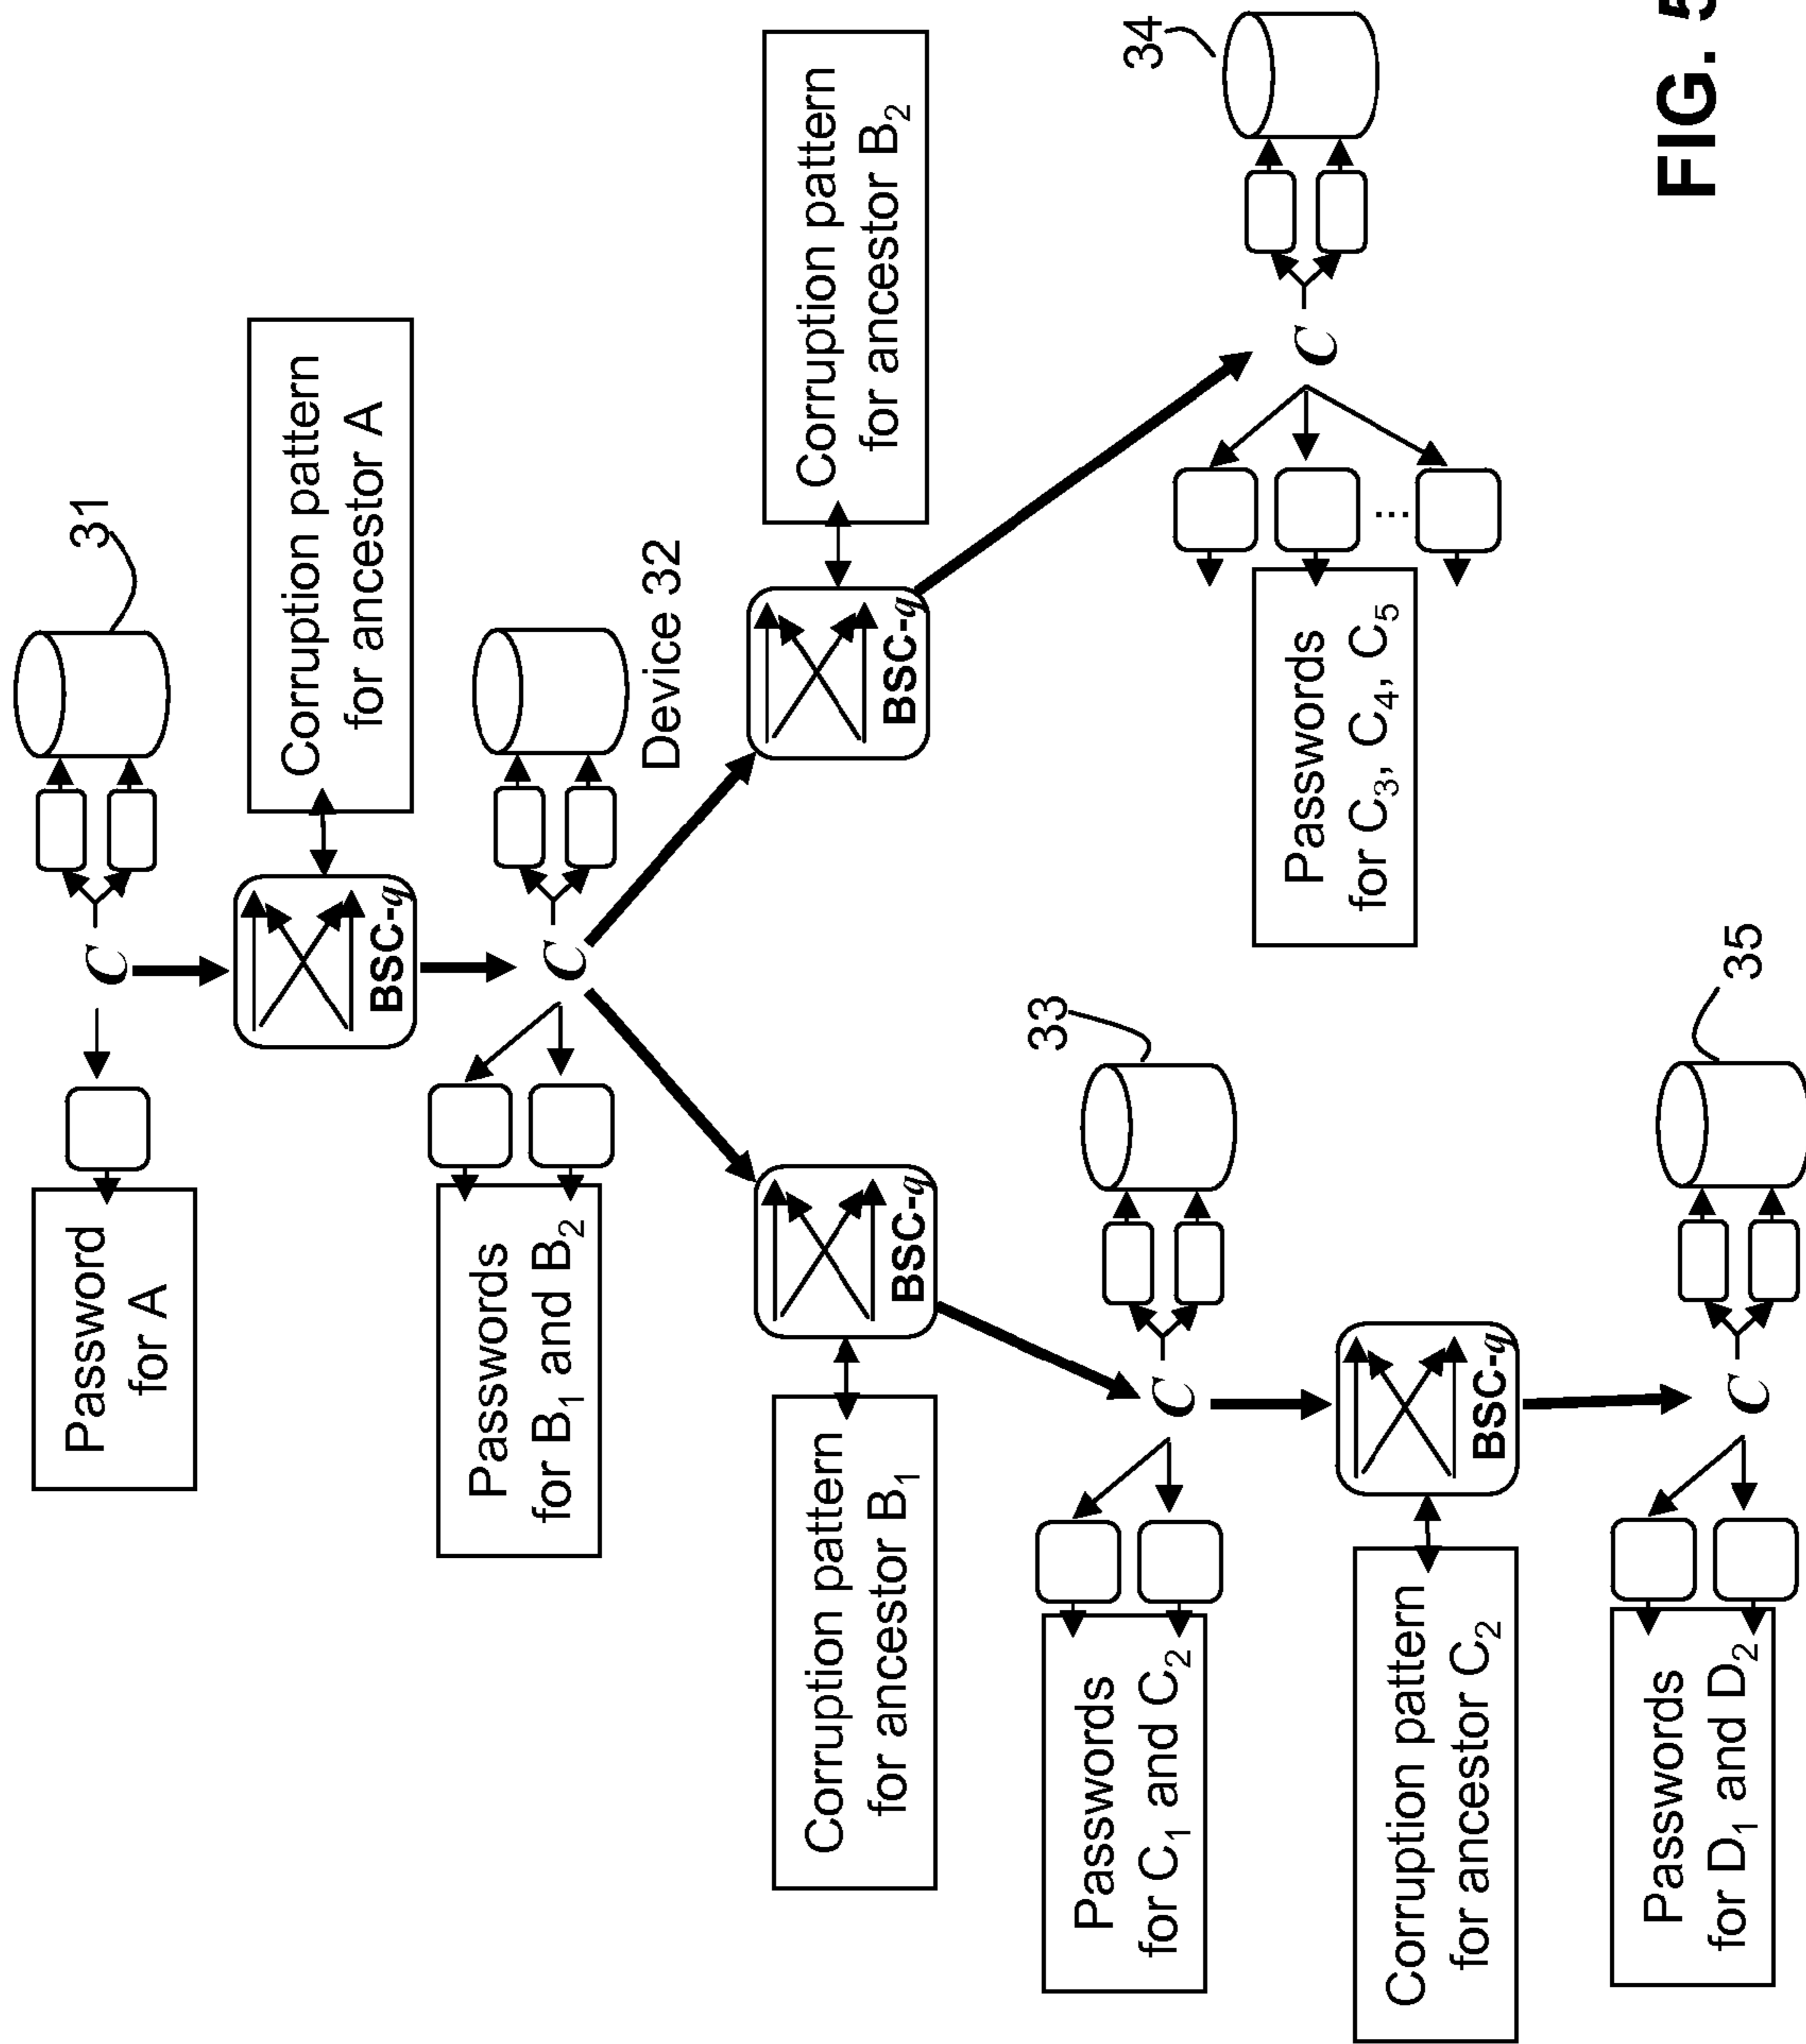 31
Password
for A
BSC-q
Corruption pattern
for ancestor A
C
Device 32
Passwords
for B₁ and B₂
C
BSC-q
Corruption pattern
for ancestor B₁
BSC-q
Corruption pattern
for ancestor B₂
33
34
Passwords
for C₁ and C₂
C
C
Passwords
for C₃, C₄, C₅
...
BSC-q
Corruption pattern
for ancestor C₂
35
Passwords
for D₁ and D₂
C
FIG. 5